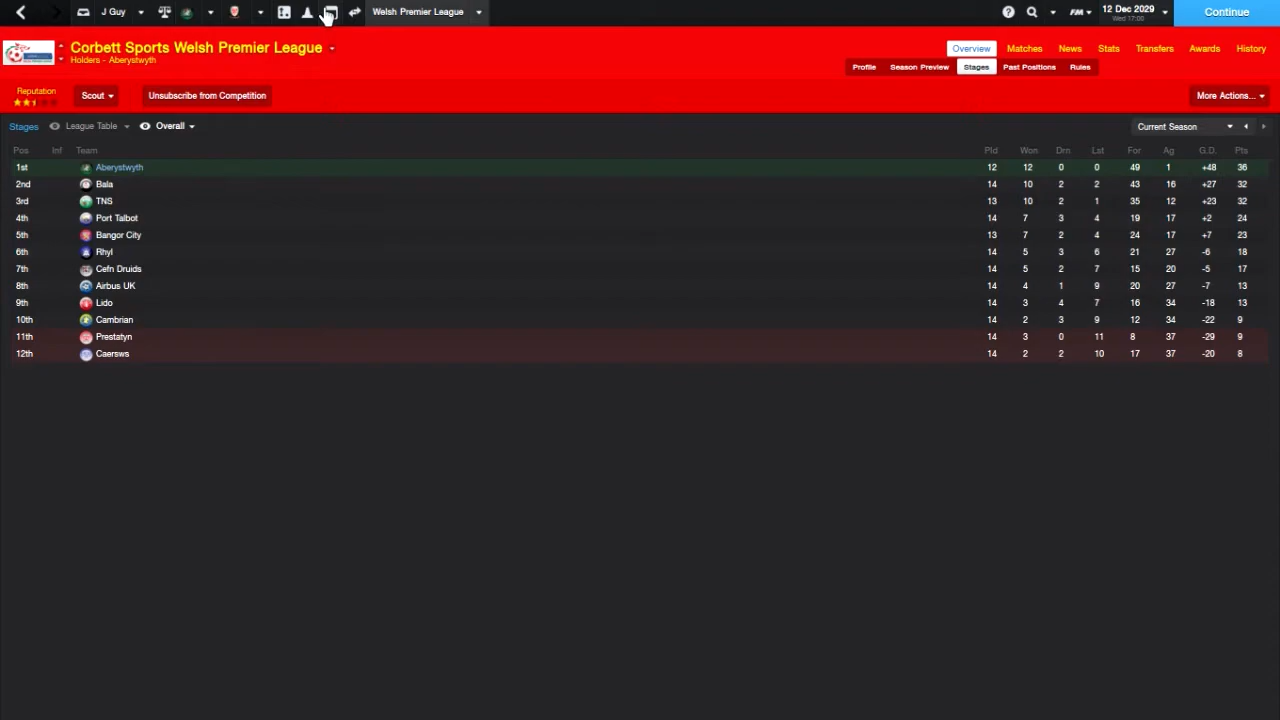 J Guy Welsh Premier League FM 12 Dec 2029 Continue
Wed 17:00
Corbett Sports Welsh Premier League Overview Matches News Stats Transfers Awards History
Holders - Aberystwyth
Profile Season Preview Stages Past Positions Rules
Reputation
Scout Unsubscribe from Competition More Actions...
Stages League Table Overall Current Season
Pos Inf Team Pld Won Drn Lst For Ag G.D. Pts
1st Aberystwyth 12 12 0 0 49 1 +48 36
2nd Bala 14 10 2 2 43 16 +27 32
3rd TNS 13 10 2 1 35 12 +23 32
4th Port Talbot 14 7 3 4 19 17 +2 24
5th Bangor City 13 7 2 4 24 17 +7 23
6th Rhyl 14 5 3 6 21 27 -6 18
7th Cefn Druids 14 5 2 7 15 20 -5 17
8th Airbus UK 14 4 1 9 20 27 -7 13
9th Lido 14 3 4 7 16 34 -18 13
10th Cambrian 14 2 3 9 12 34 -22 9
11th Prestatyn 14 3 0 11 8 37 -29 9
12th Caersws 14 2 2 10 17 37 -20 8